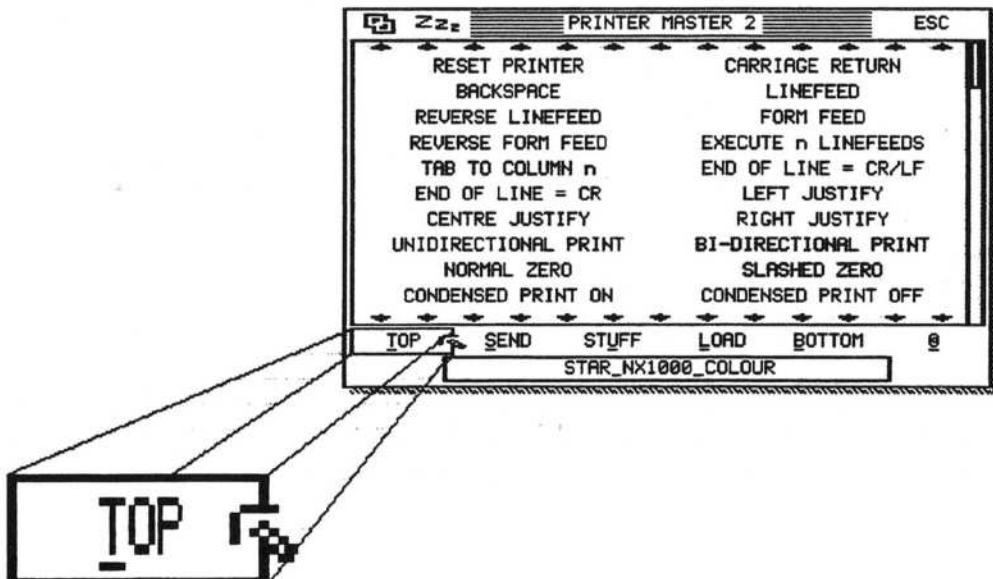 Zzz PRINTER MASTER 2 ESC
RESET PRINTER CARRIAGE RETURN
BACKSPACE LINEFEED
REVERSE LINEFEED FORM FEED
REVERSE FORM FEED EXECUTE n LINEFEEDS
TAB TO COLUMN n END OF LINE = CR/LF
END OF LINE = CR LEFT JUSTIFY
CENTRE JUSTIFY RIGHT JUSTIFY
UNIDIRECTIONAL PRINT BI-DIRECTIONAL PRINT
NORMAL ZERO SLASHED ZERO
CONDENSED PRINT ON CONDENSED PRINT OFF
TOP SEND STUFF LOAD BOTTOM 0
STAR_NX1000_COLOUR
TOP